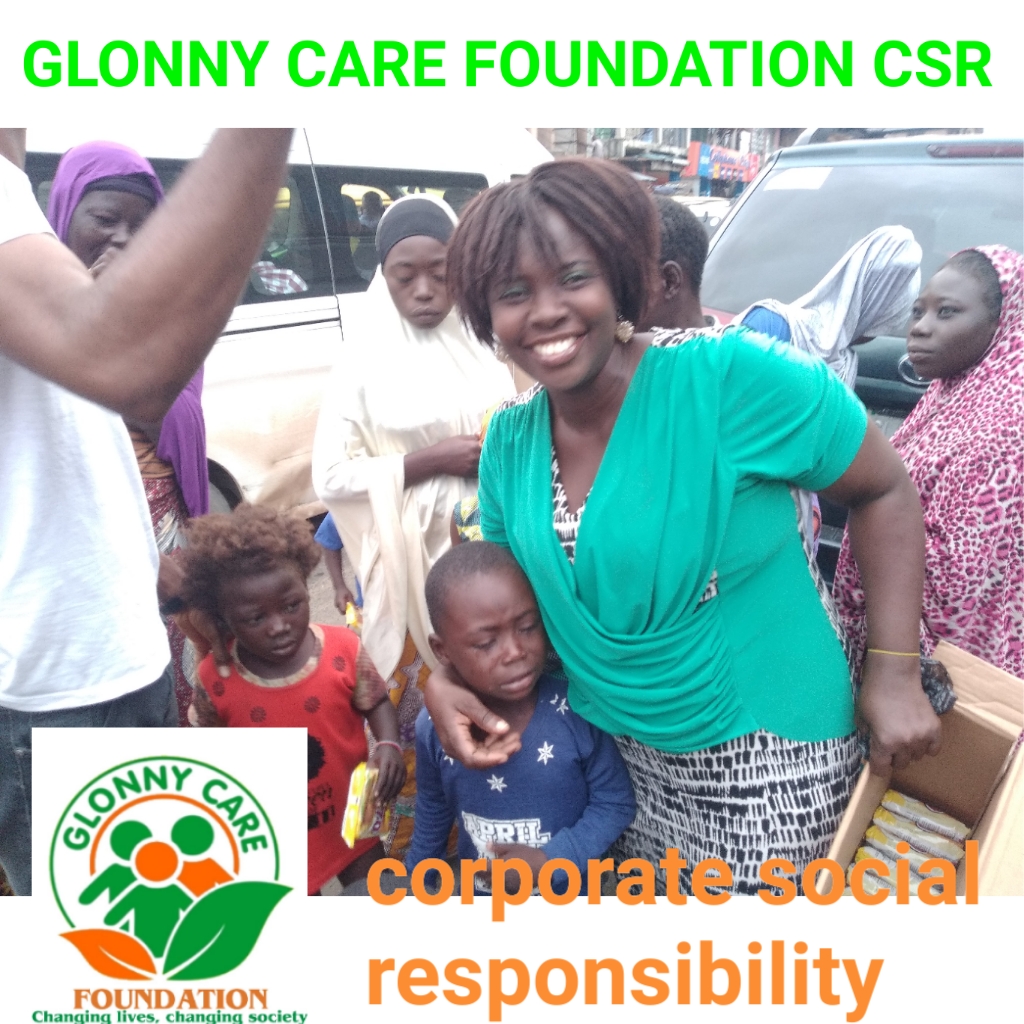 GLONNY CARE FOUNDATION CSR
APRIL
GLONNY CARE
FOUNDATION
Changing lives, changing society
corporate social
responsibility